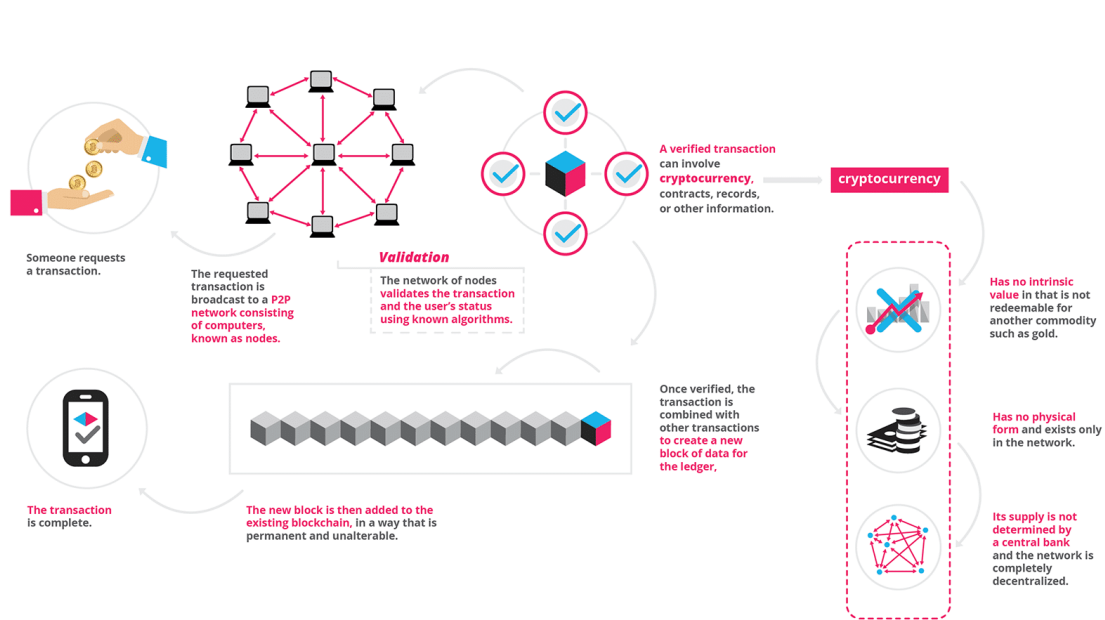 Someone requests
a transaction.
The requested
transaction is
broadcast to a P2P
network consisting
of computers,
known as nodes.
Validation
The network of nodes
validates the transaction
and the user's status
using known algorithms.
A verified transaction
can involve
cryptocurrency,
contracts, records,
or other information.
cryptocurrency
Has no intrinsic
value in that is not
redeemable for
another commodity
such as gold.
Has no physical
form and exists only
in the network.
Its supply is not
determined by
a central bank
and the network is
completely
decentralized.
Once verified, the
transaction is
combined with
other transactions
to create a new
block of data for
the ledger,
The new block is then added to the
existing blockchain, in a way that is
permanent and unalterable.
The transaction
is complete.